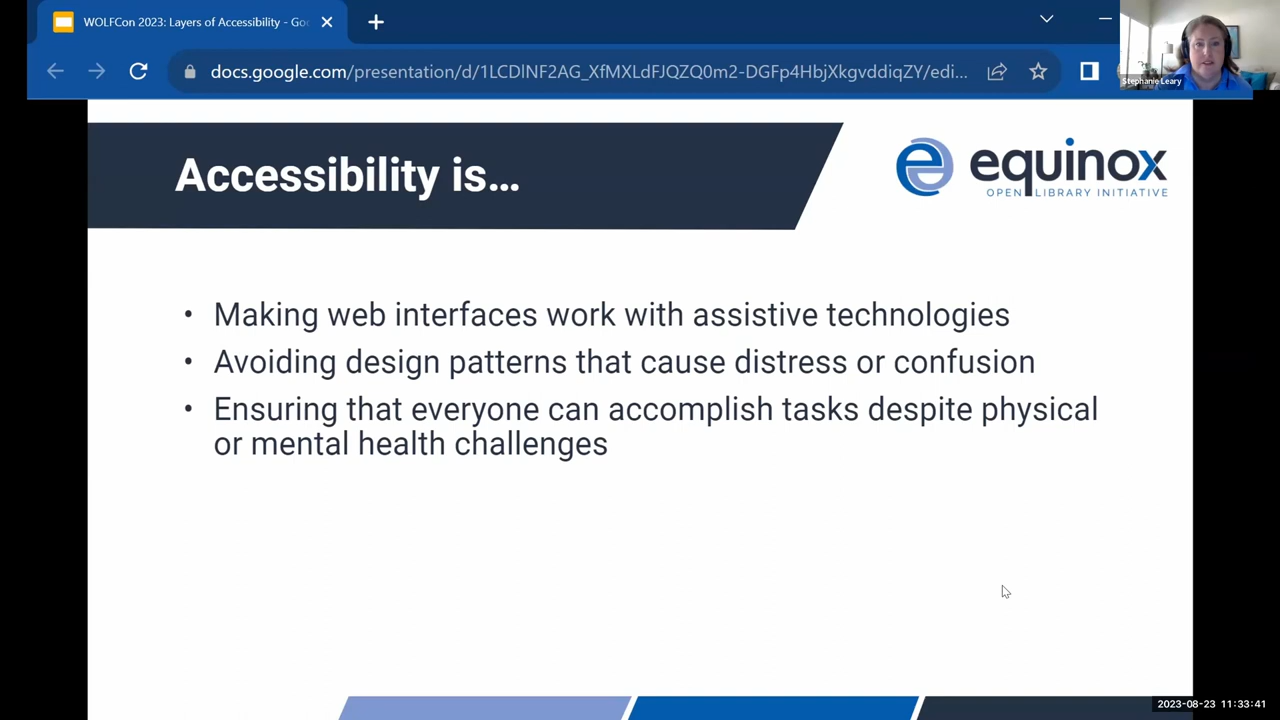 WOLFCon 2023: Layers of Accessibility - Go
docs.google.com/presentation/d/1LCDlNF2AG_XfMXLdFJQZQ0m2-DGFp4HbjXkgvddiqZY/edi...
Stephanie Leary
Accessibility is…
equinox
OPEN LIBRARY INITIATIVE
• Making web interfaces work with assistive technologies
• Avoiding design patterns that cause distress or confusion
• Ensuring that everyone can accomplish tasks despite physical
or mental health challenges
2023-08-23 11:33:41